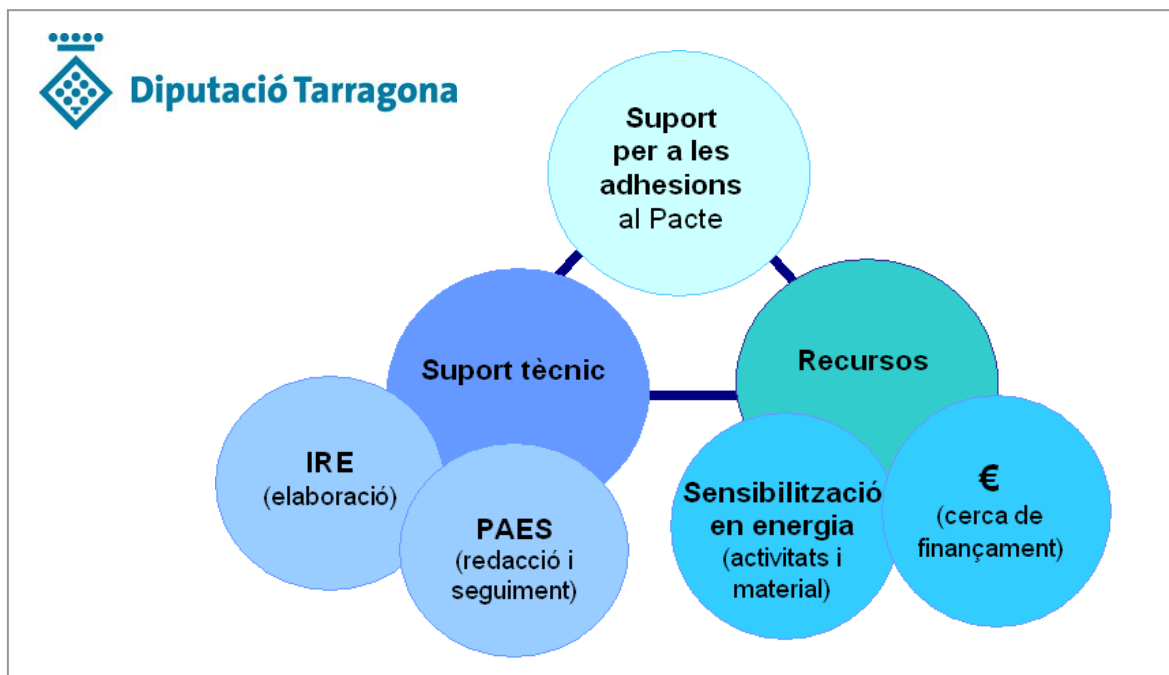 Diputació Tarragona
Suport
per a les
adhesions
al Pacte
Suport tècnic
Recursos
IRE
(elaboració)
PAES
(redacció i
seguiment)
Sensibilització
en energia
(activitats i
material)
€
(cerca de
finançament)